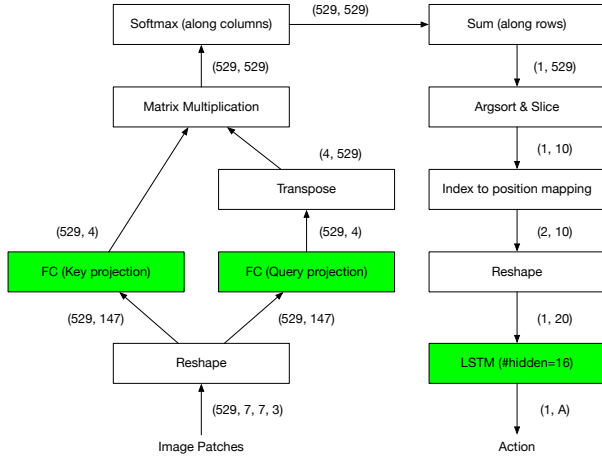 (529, 529)
Softmax (along columns)
Sum (along rows)
(529, 529)
(1, 529)
Matrix Multiplication
Argsort & Slice
(4, 529)
(1, 10)
Transpose
Index to position mapping
(529, 4)
(529, 4)
(2, 10)
FC (Key projection)
FC (Query projection)
Reshape
(529, 147)
(529, 147)
(1, 20)
Reshape
LSTM (#hidden=16)
(529, 7, 7, 3)
(1, A)
Image Patches
Action